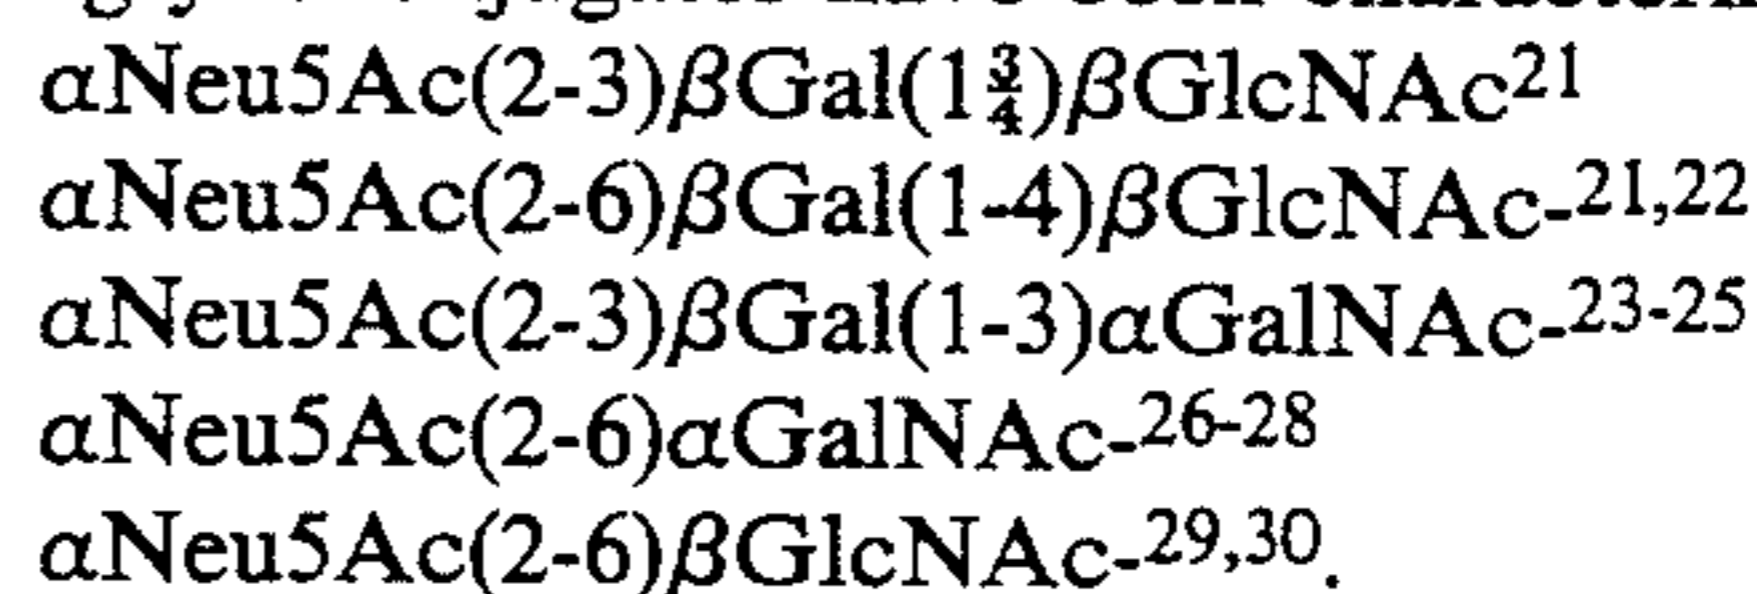 αNeu5Ac(2-3)βGal(1¾)βGlcNAc²¹
αNeu5Ac(2-6)βGal(1-4)βGlcNAc-²¹,²²
αNeu5Ac(2-3)βGal(1-3)αGalNAc-²³-²⁵
αNeu5Ac(2-6)αGalNAc-²⁶-²⁸
αNeu5Ac(2-6)βGlcNAc-²⁹,³⁰.